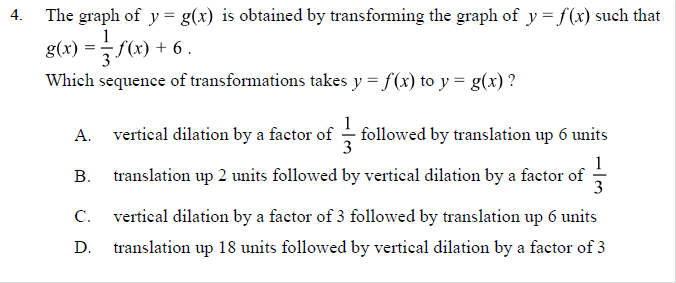 4. The graph of y = g(x) is obtained by transforming the graph of y = f(x) such that
g(x) = 1/3 f(x) + 6 .
Which sequence of transformations takes y = f(x) to y = g(x) ?
A. vertical dilation by a factor of 1/3 followed by translation up 6 units
B. translation up 2 units followed by vertical dilation by a factor of 1/3
C. vertical dilation by a factor of 3 followed by translation up 6 units
D. translation up 18 units followed by vertical dilation by a factor of 3